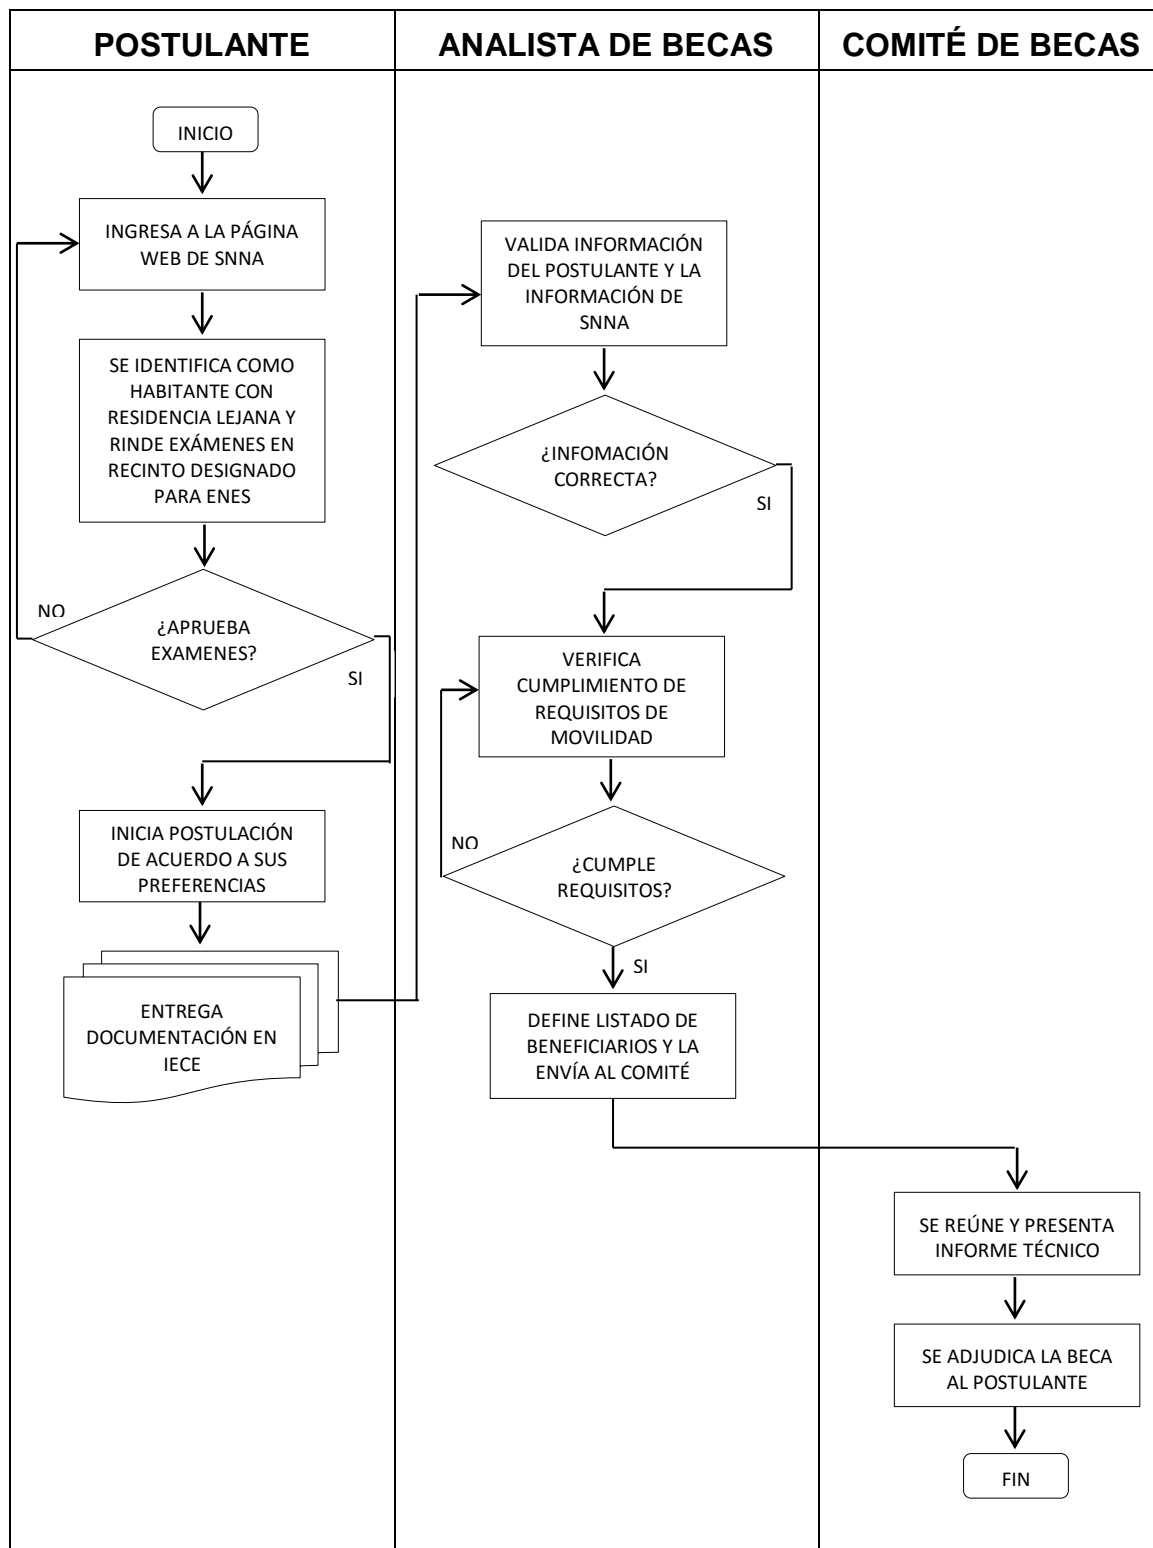 POSTULANTE
ANALISTA DE BECAS
COMITÉ DE BECAS
INICIO
INGRESA A LA PÁGINA
WEB DE SNNA
SE IDENTIFICA COMO
HABITANTE CON
RESIDENCIA LEJANA Y
RINDE EXÁMENES EN
RECINTO DESIGNADO
PARA ENES
NO
¿APRUEBA
EXAMENES?
SI
INICIA POSTULACIÓN
DE ACUERDO A SUS
PREFERENCIAS
ENTREGA
DOCUMENTACIÓN EN
IECE
VALIDA INFORMACIÓN
DEL POSTULANTE Y LA
INFORMACIÓN DE
SNNA
¿INFOMACIÓN
CORRECTA?
SI
VERIFICA
CUMPLIMIENTO DE
REQUISITOS DE
MOVILIDAD
NO
¿CUMPLE
REQUISITOS?
SI
DEFINE LISTADO DE
BENEFICIARIOS Y LA
ENVÍA AL COMITÉ
SE REÚNE Y PRESENTA
INFORME TÉCNICO
SE ADJUDICA LA BECA
AL POSTULANTE
FIN